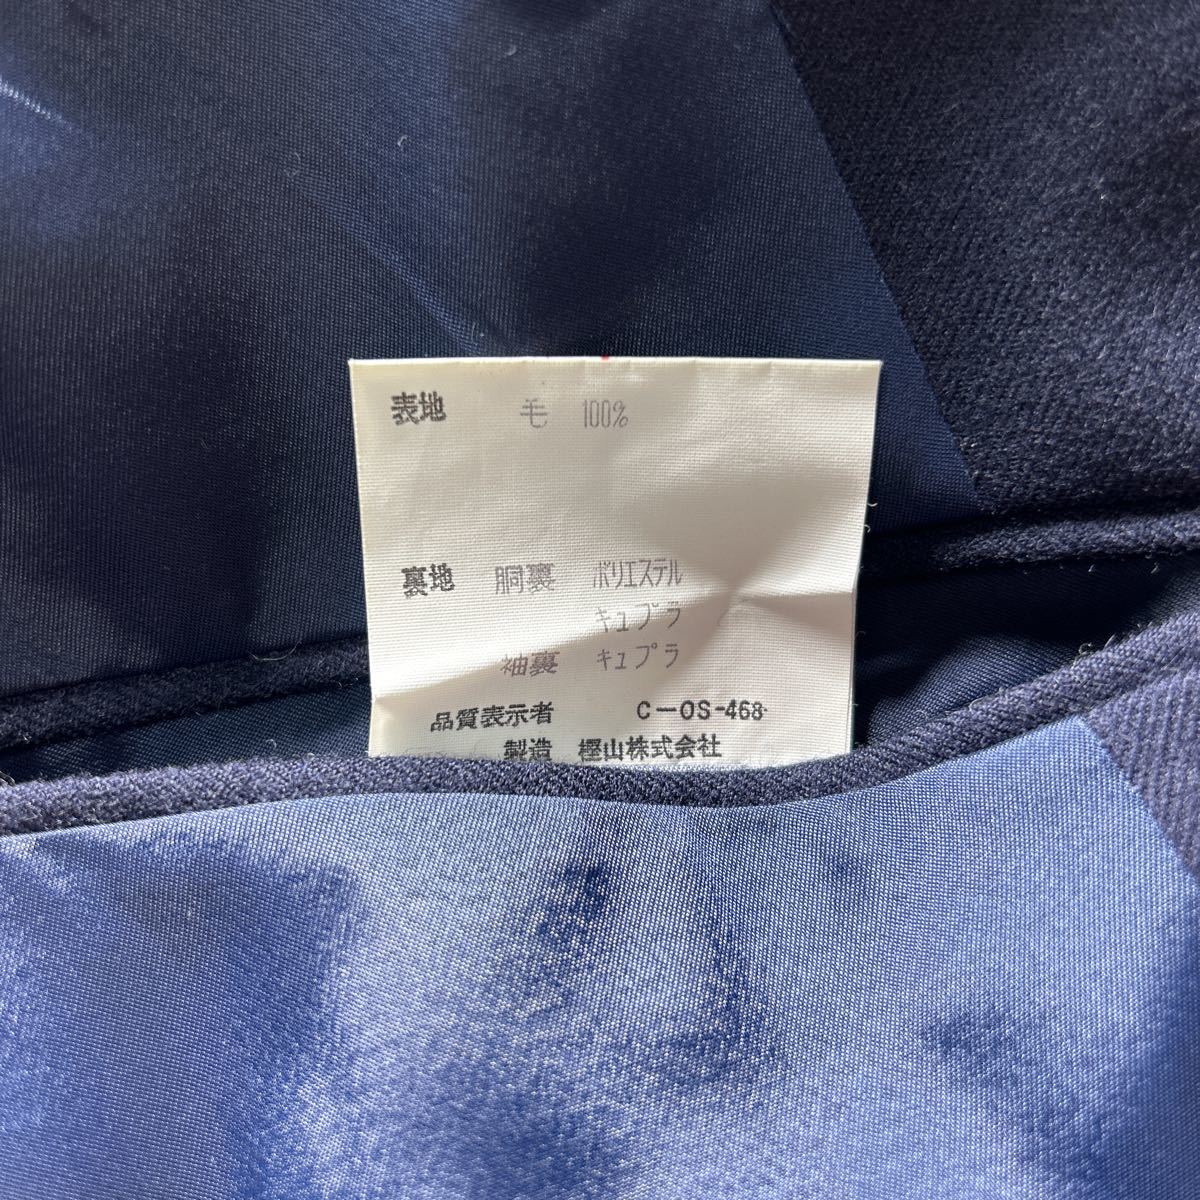 表地 毛 100%
裏地 胴裏 ポリエステル
キュプラ
袖裏 キュプラ
品質表示者 C-OS-468
製造 樫山株式会社